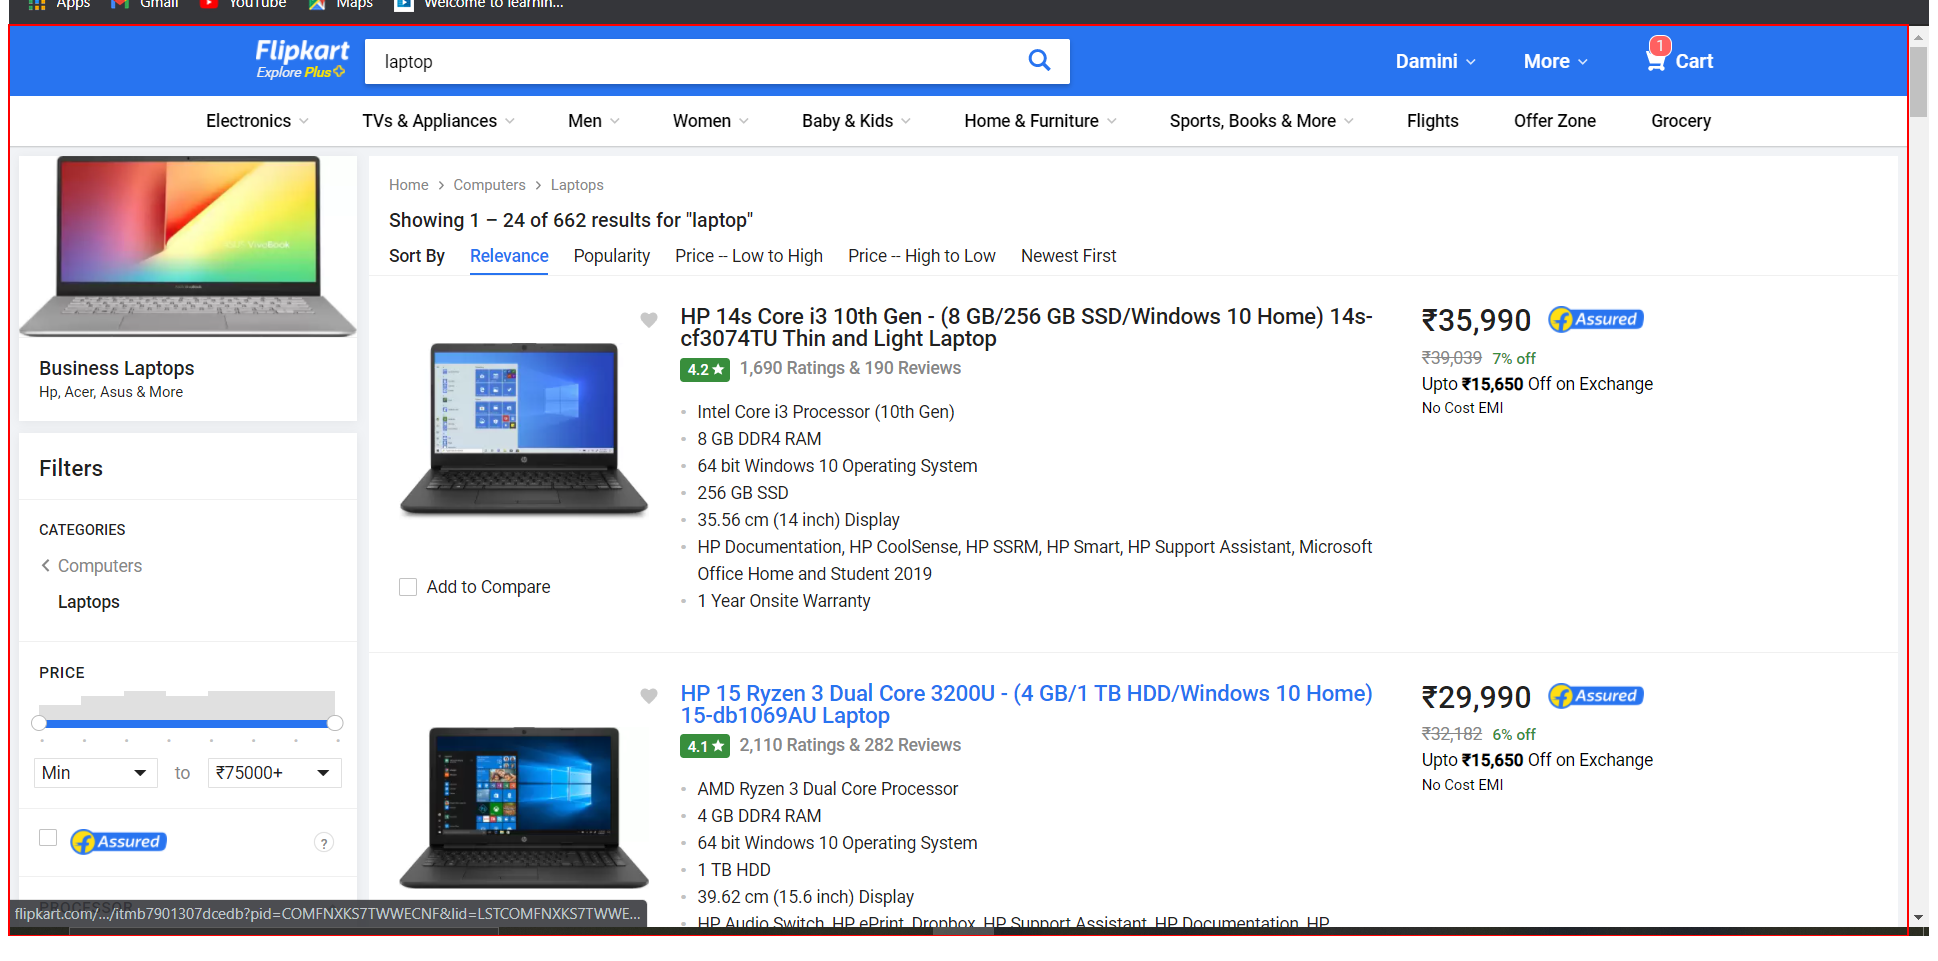 Apps Gmail YouTube Maps Welcome to learnin...
Flipkart
Explore Plus
laptop
Damini More 1 Cart
Electronics TVs & Appliances Men Women Baby & Kids Home & Furniture Sports, Books & More Flights Offer Zone Grocery
VivoBook
Business Laptops
Hp, Acer, Asus & More
Filters
CATEGORIES
Computers
Laptops
PRICE
Min to ₹75000+
Assured ?
flipkart.com/.../itmb7901307dcedb?pid=COMFNXKS7TWWECNF&lid=LSTCOMFNXKS7TWWE...
Home > Computers > Laptops
Showing 1 – 24 of 662 results for "laptop"
Sort By Relevance Popularity Price -- Low to High Price -- High to Low Newest First
HP 14s Core i3 10th Gen - (8 GB/256 GB SSD/Windows 10 Home) 14s-
cf3074TU Thin and Light Laptop
4.2★ 1,690 Ratings & 190 Reviews
Intel Core i3 Processor (10th Gen)
8 GB DDR4 RAM
64 bit Windows 10 Operating System
256 GB SSD
35.56 cm (14 inch) Display
HP Documentation, HP CoolSense, HP SSRM, HP Smart, HP Support Assistant, Microsoft
Office Home and Student 2019
1 Year Onsite Warranty
Add to Compare
₹35,990 Assured
₹39,039 7% off
Upto ₹15,650 Off on Exchange
No Cost EMI
HP 15 Ryzen 3 Dual Core 3200U - (4 GB/1 TB HDD/Windows 10 Home)
15-db1069AU Laptop
4.1★ 2,110 Ratings & 282 Reviews
AMD Ryzen 3 Dual Core Processor
4 GB DDR4 RAM
64 bit Windows 10 Operating System
1 TB HDD
39.62 cm (15.6 inch) Display
HP Audio Switch, HP ePrint, Dropbox, HP Support Assistant, HP Documentation, HP
₹29,990 Assured
₹32,182 6% off
Upto ₹15,650 Off on Exchange
No Cost EMI